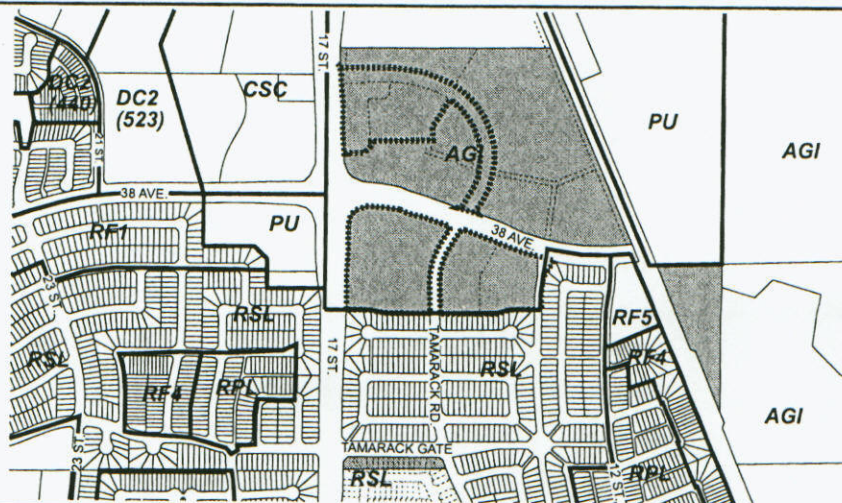 17 ST.
DC2
(440)
DC2
(523)
CSC
PU
AGI
AG
21 ST.
38 AVE.
PU
RF1
38 AVE.
23 ST.
RSL
RF5
RSL
17 ST.
TAMARACK RD
RSL
RF4
RF4
RPL
AGI
23 ST.
TAMARACK GATE
RSL
12 ST.
RPL